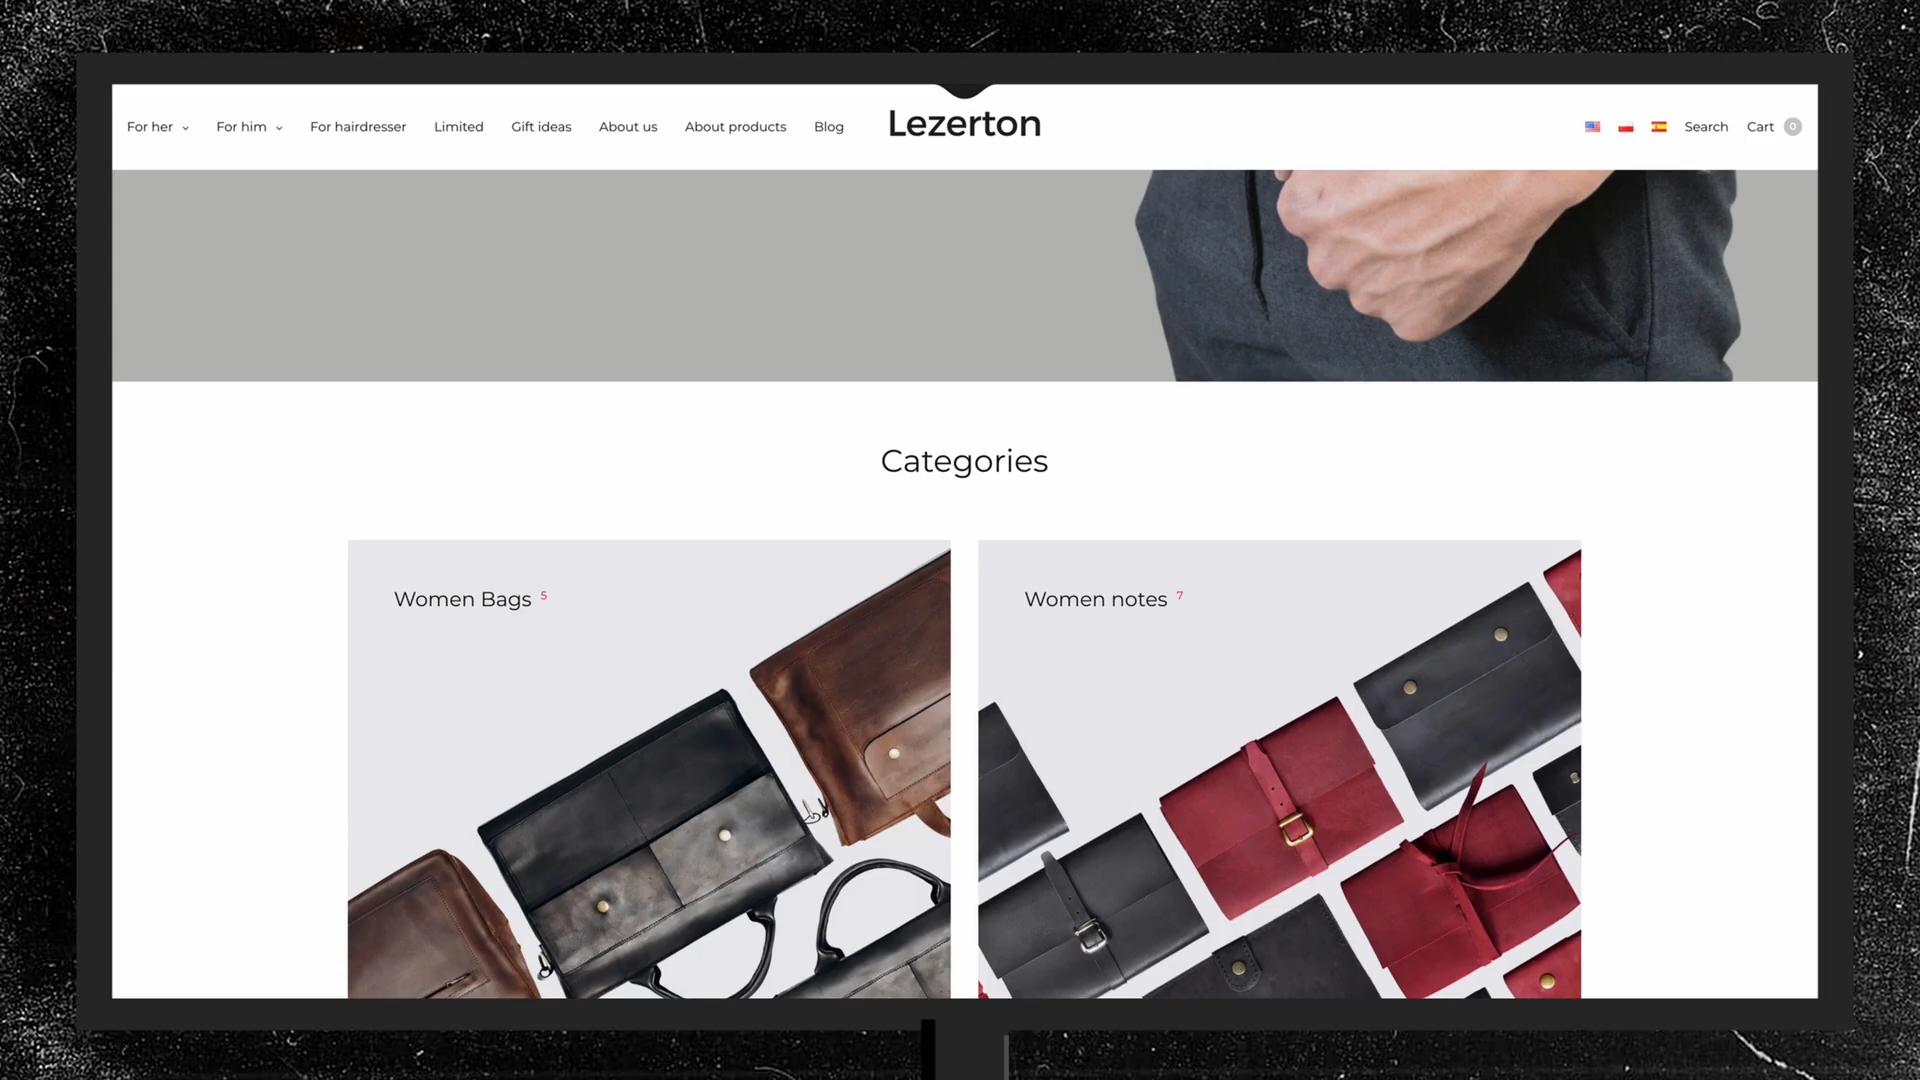 For her For him For hairdresser Limited Gift ideas About us About products Blog Lezerton Search Cart 0
Categories
Women Bags 5
Women notes 7